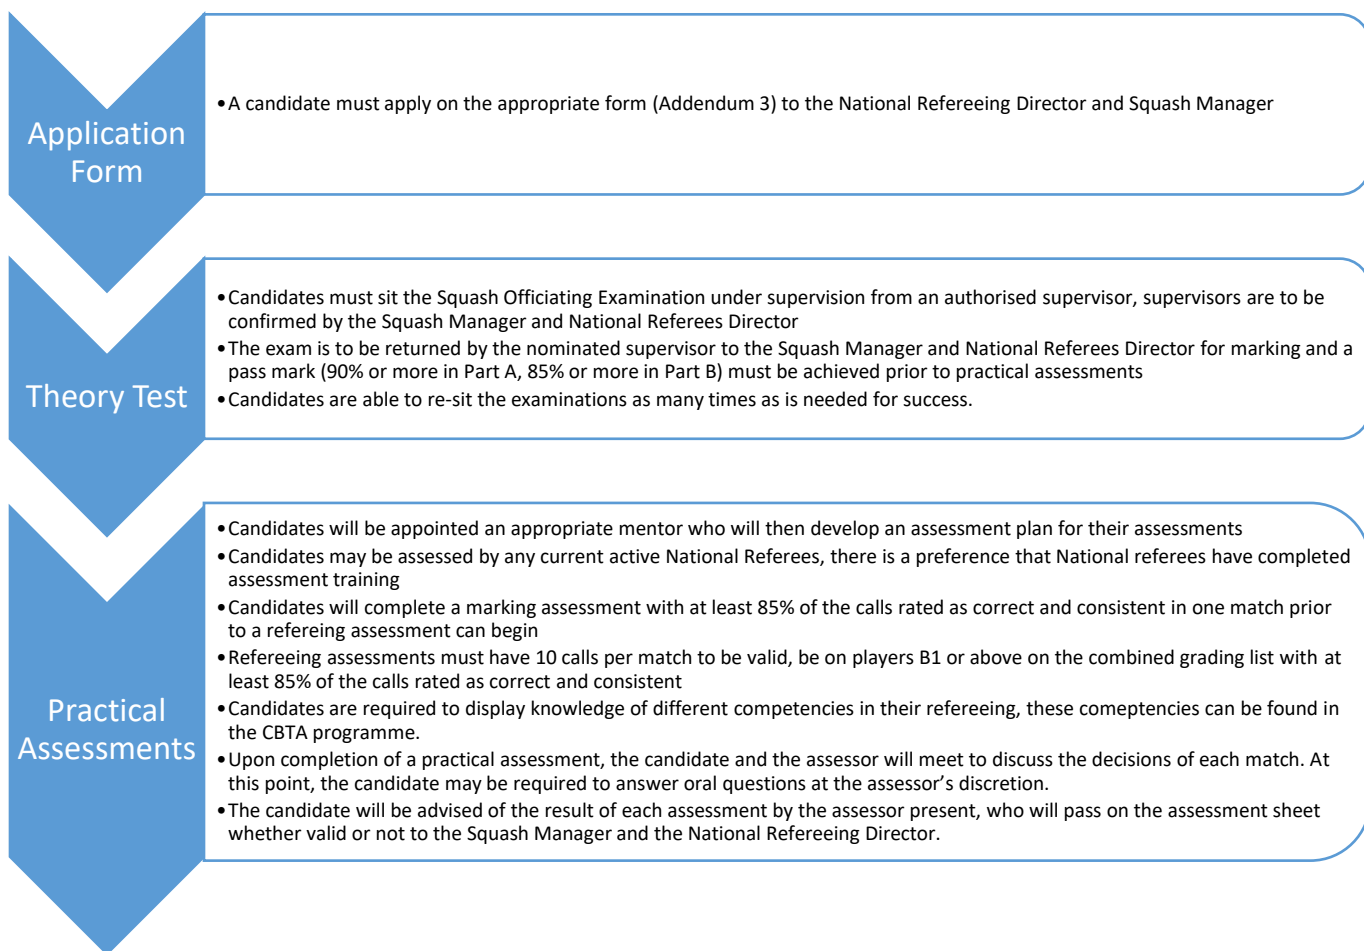 Application
Form
•A candidate must apply on the appropriate form (Addendum 3) to the National Refereeing Director and Squash Manager
Theory Test
•Candidates must sit the Squash Officiating Examination under supervision from an authorised supervisor, supervisors are to be
confirmed by the Squash Manager and National Referees Director
•The exam is to be returned by the nominated supervisor to the Squash Manager and National Referees Director for marking and a
pass mark (90% or more in Part A, 85% or more in Part B) must be achieved prior to practical assessments
•Candidates are able to re-sit the examinations as many times as is needed for success.
Practical
Assessments
•Candidates will be appointed an appropriate mentor who will then develop an assessment plan for their assessments
•Candidates may be assessed by any current active National Referees, there is a preference that National referees have completed
assessment training
•Candidates will complete a marking assessment with at least 85% of the calls rated as correct and consistent in one match prior
to a refereing assessment can begin
•Refereeing assessments must have 10 calls per match to be valid, be on players B1 or above on the combined grading list with at
least 85% of the calls rated as correct and consistent
•Candidates are required to display knowledge of different competencies in their refereeing, these comeptencies can be found in
the CBTA programme.
•Upon completion of a practical assessment, the candidate and the assessor will meet to discuss the decisions of each match. At
this point, the candidate may be required to answer oral questions at the assessor’s discretion.
•The candidate will be advised of the result of each assessment by the assessor present, who will pass on the assessment sheet
whether valid or not to the Squash Manager and the National Refereeing Director.